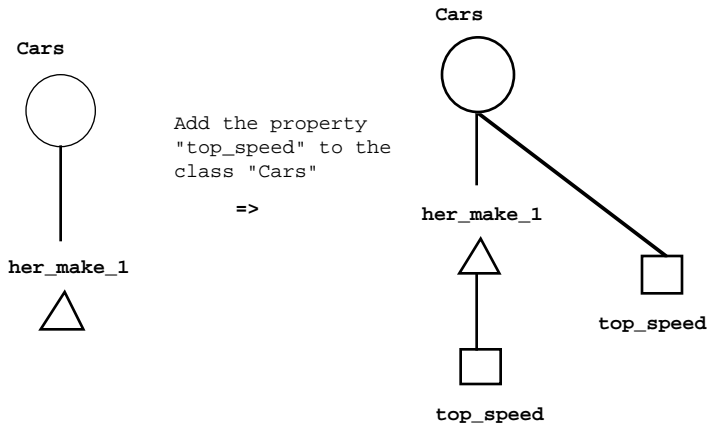 Cars
her_make_1
Add the property
"top_speed" to the
class "Cars"
=>
Cars
her_make_1
top_speed
top_speed